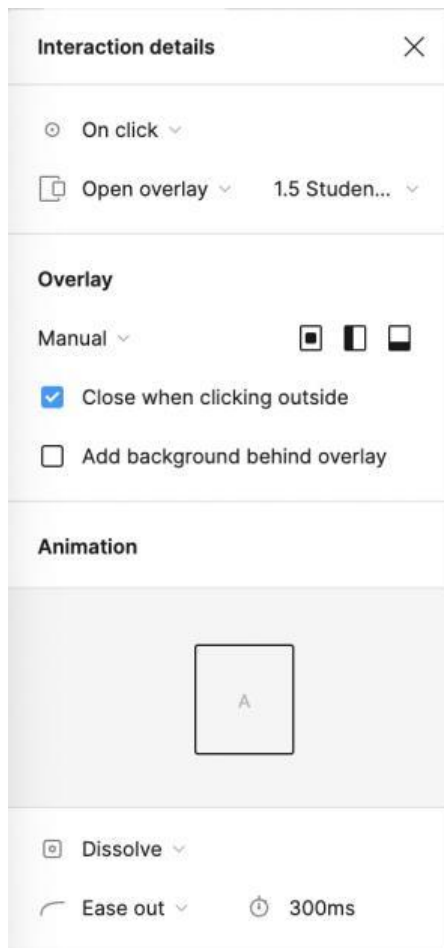 Interaction details
On click
Open overlay 1.5 Studen...
Overlay
Manual
Close when clicking outside
Add background behind overlay
Animation
A
Dissolve
Ease out 300ms